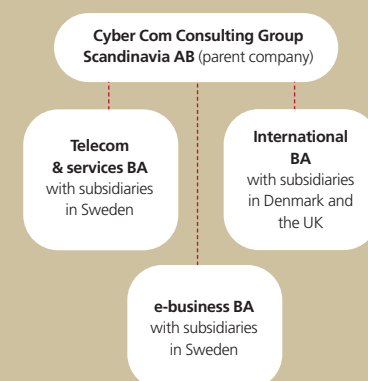 Cyber Com Consulting Group
Scandinavia AB (parent company)
Telecom
& services BA
with subsidiaries
in Sweden
International
BA
with subsidiaries
in Denmark and
the UK
e-business BA
with subsidiaries
in Sweden